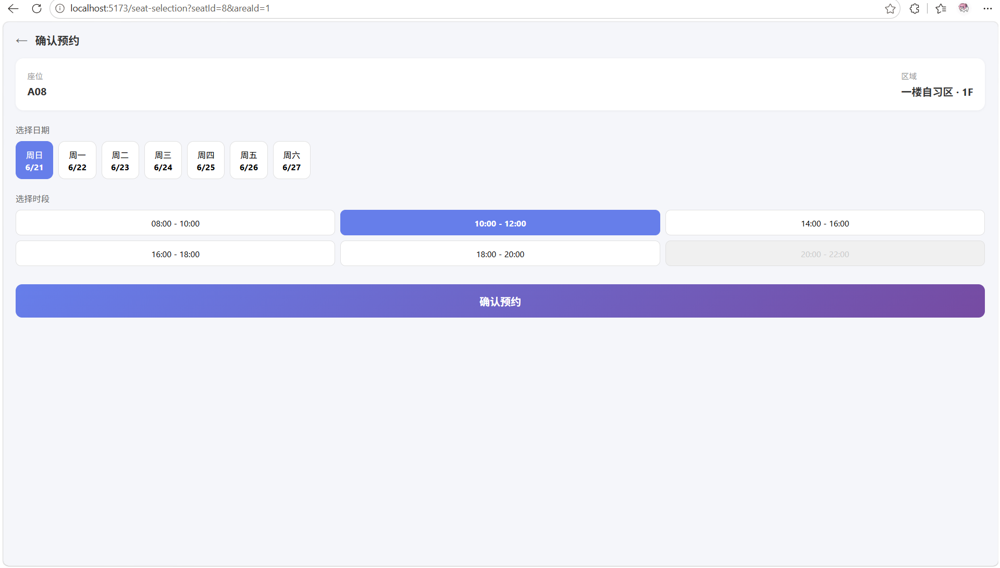 localhost:5173/seat-selection?seatId=8&areaId=1
← 确认预约
座位
A08
区域
一楼自习区 · 1F
选择日期
周日 周一 周二 周三 周四 周五 周六
6/21 6/22 6/23 6/24 6/25 6/26 6/27
选择时段
08:00 - 10:00 10:00 - 12:00 14:00 - 16:00
16:00 - 18:00 18:00 - 20:00 20:00 - 22:00
确认预约